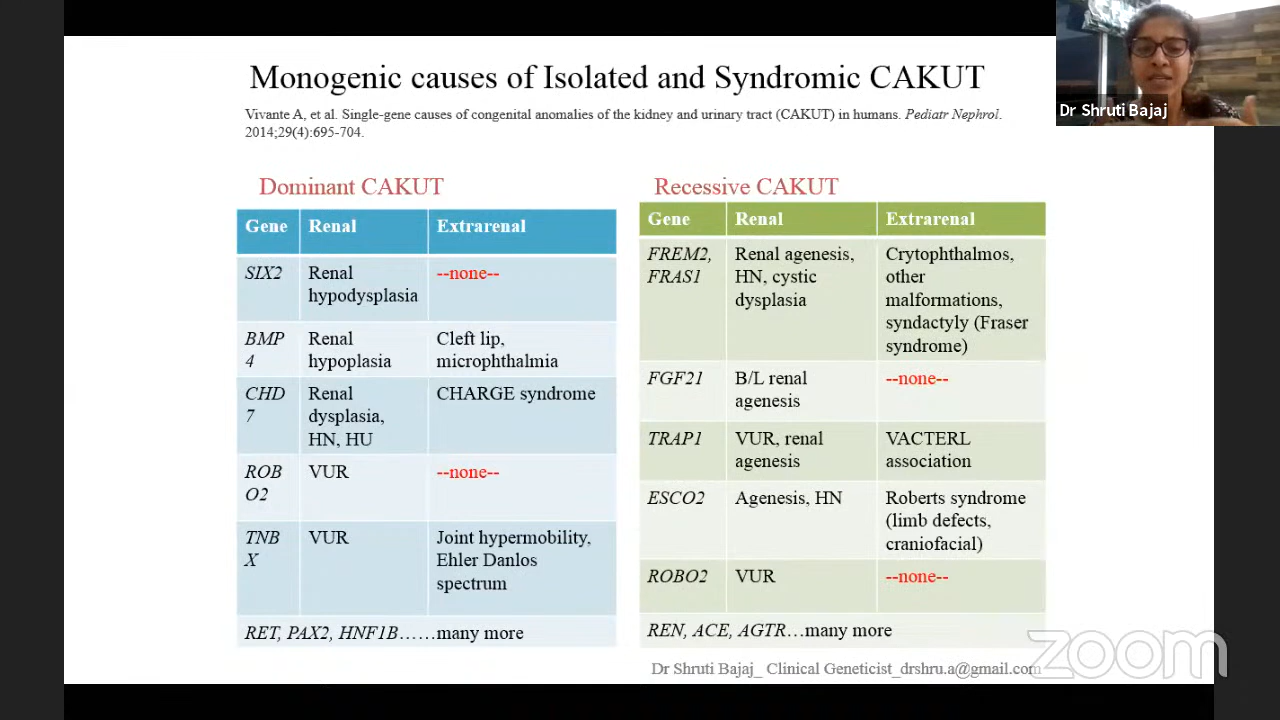 Monogenic causes of Isolated and Syndromic CAKUT
Vivante A, et al. Single-gene causes of congenital anomalies of the kidney and urinary tract (CAKUT) in humans. Pediatr Nephrol.
2014;29(4):695-704.
Dr Shruti Bajaj
Dominant CAKUT
Gene Renal Extrarenal
SIX2 Renal --none--
hypodysplasia
BMP Renal Cleft lip,
4 hypoplasia microphthalmia
CHD Renal CHARGE syndrome
7 dysplasia,
HN, HU
ROB VUR --none--
O2
TNB VUR Joint hypermobility,
X Ehler Danlos
spectrum
RET, PAX2, HNF1B……many more
Recessive CAKUT
Gene Renal Extrarenal
FREM2, Renal agenesis, Crytophthalmos,
FRAS1 HN, cystic other
dysplasia malformations,
syndactyly (Fraser
syndrome)
FGF21 B/L renal --none--
agenesis
TRAP1 VUR, renal VACTERL
agenesis association
ESCO2 Agenesis, HN Roberts syndrome
(limb defects,
craniofacial)
ROBO2 VUR --none--
REN, ACE, AGTR…many more
Dr Shruti Bajaj_ Clinical Geneticist_drshru.a@gmail.com
zoom